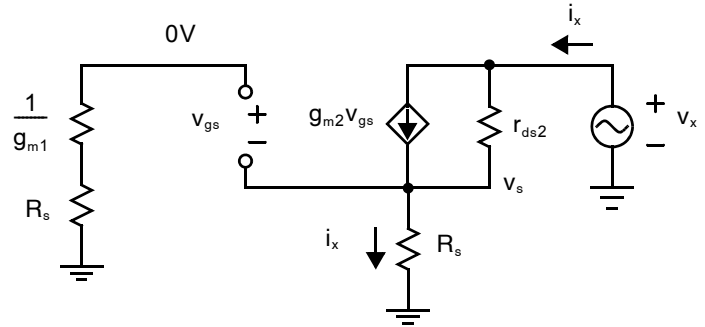 i_x
0V
1
g_m1
v_gs
+
−
g_m2v_gs
r_ds2
+
−
v_x
R_s
v_s
i_x
R_s